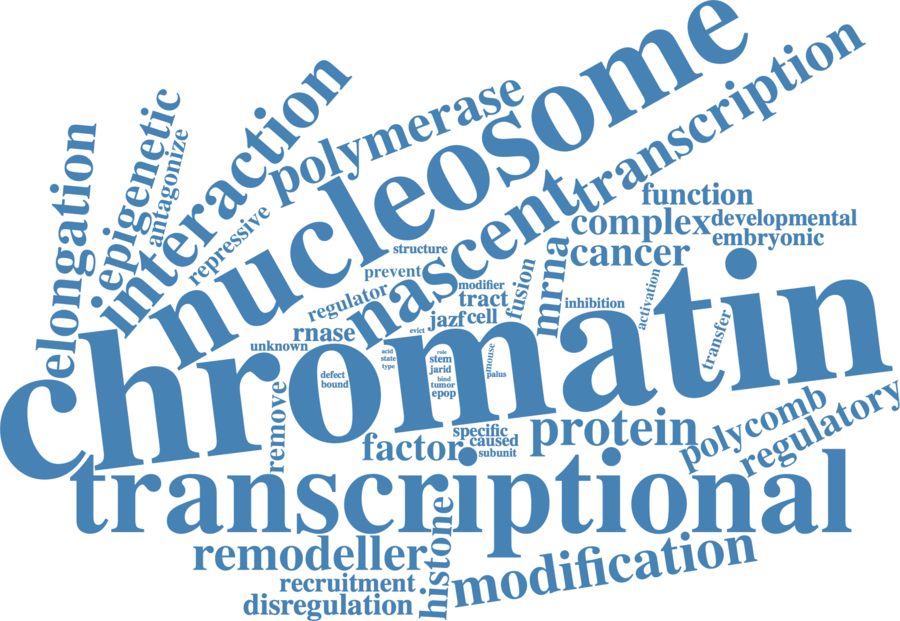 nucleosome
transcription
interaction
polymerase
epigenetic
elongation
antagonize
repressive
nascent
function
complex
developmental
embryonic
cancer
structure
prevent
regulator
modifier
tract
fusion
mrna
inhibition
activation
jazf
cell
rnase
unknown
evict
transfer
chromatin
acid
state
type
role
stem
jarid
bind
tumor
epop
mouse
palus
defect
bound
remove
factor
specific
caused
subunit
protein
polycomb
regulatory
transcriptional
remodeller
histone
modification
recruitment
disregulation